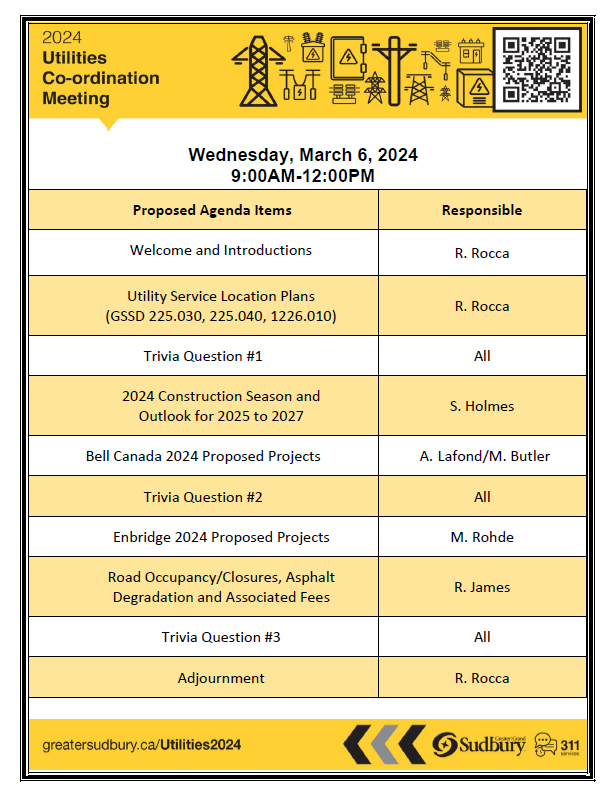 2024
Utilities
Co-ordination
Meeting
Wednesday, March 6, 2024
9:00AM-12:00PM
Proposed Agenda Items Responsible
Welcome and Introductions R. Rocca
Utility Service Location Plans
(GSSD 225.030, 225.040, 1226.010) R. Rocca
Trivia Question #1 All
2024 Construction Season and
Outlook for 2025 to 2027 S. Holmes
Bell Canada 2024 Proposed Projects A. Lafond/M. Butler
Trivia Question #2 All
Enbridge 2024 Proposed Projects M. Rohde
Road Occupancy/Closures, Asphalt
Degradation and Associated Fees R. James
Trivia Question #3 All
Adjournment R. Rocca
greatersudbury.ca/Utilities2024
Greater Grand
Sudbury
311
services